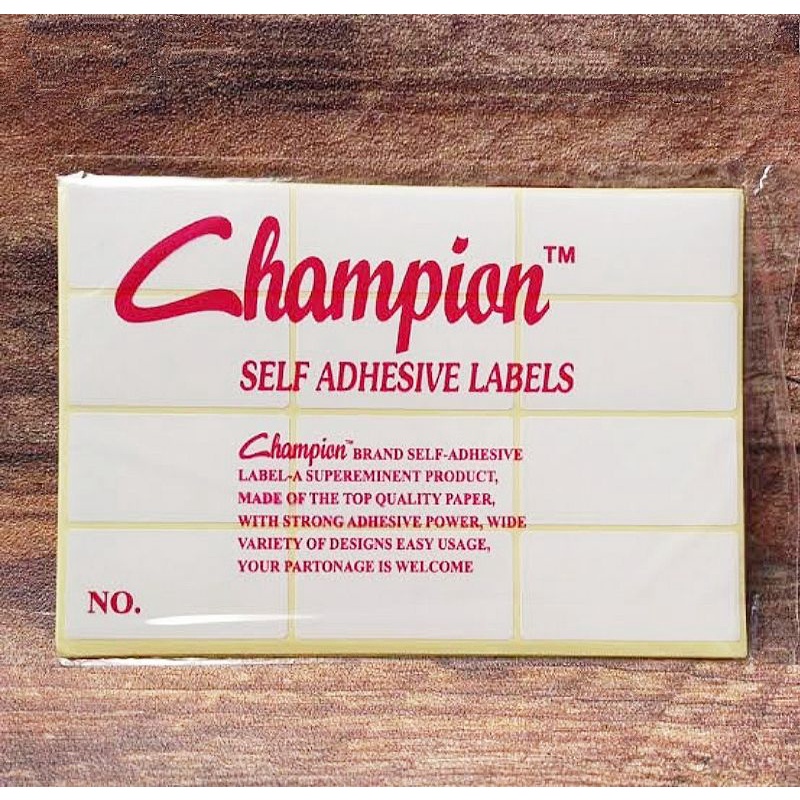 Champion™
SELF ADHESIVE LABELS
Champion™ BRAND SELF-ADHESIVE
LABEL-A SUPEREMINENT PRODUCT,
MADE OF THE TOP QUALITY PAPER,
WITH STRONG ADHESIVE POWER, WIDE
VARIETY OF DESIGNS EASY USAGE,
YOUR PARTONAGE IS WELCOME
NO.